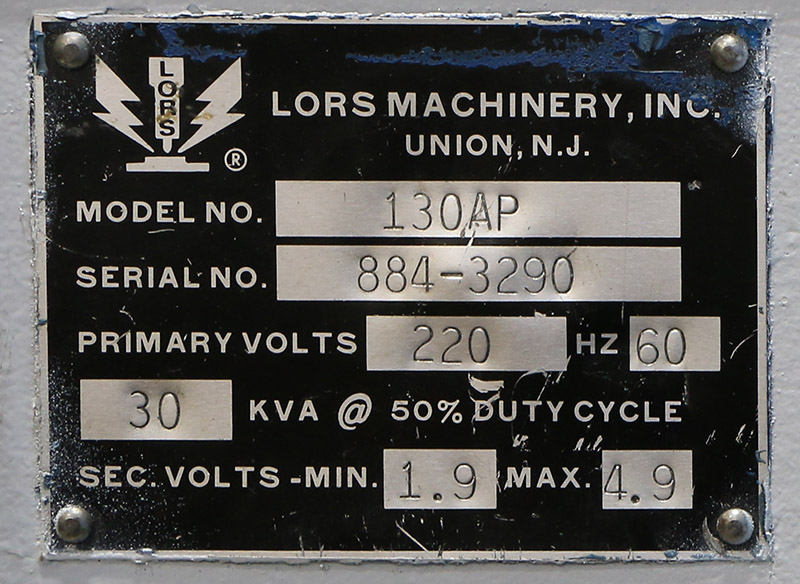 LORS
®
LORS MACHINERY, INC.
UNION, N.J.
MODEL NO. 130AP
SERIAL NO. 884-3290
PRIMARY VOLTS 220 HZ 60
30 KVA @ 50% DUTY CYCLE
SEC. VOLTS -MIN. 1.9 MAX. 4.9